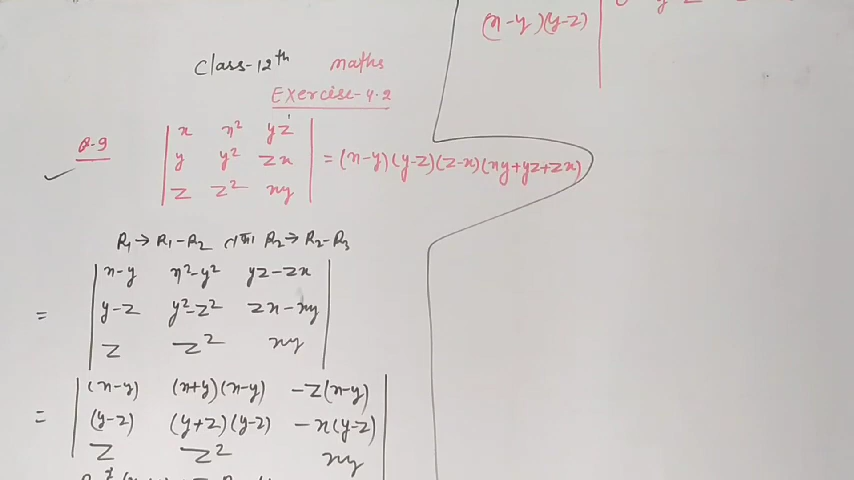 Class-12th maths
Exercise-4.2
Q-9 | x x² yz |
| y y² zx | = (x-y)(y-z)(z-x)(xy+yz+zx)
| z z² xy |
R₁→R₁-R₂ तथा R₂→R₂-R₃
| x-y x²-y² yz-zx |
= | y-z y²-z² zx-xy |
| z z² xy |
| (x-y) (x+y)(x-y) -z(x-y) |
= | (y-z) (y+z)(y-z) -x(y-z) |
| z z² xy |
(x-y)(y-z) |